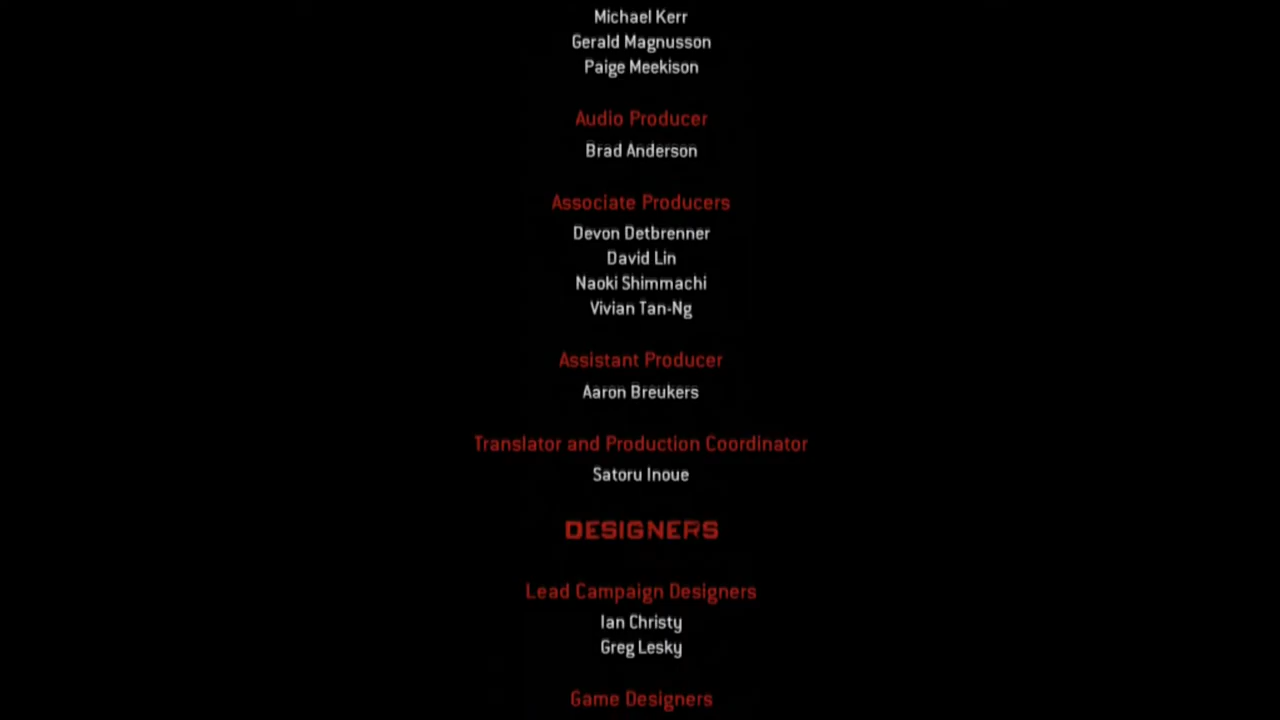 Michael Kerr
Gerald Magnusson
Paige Meekison
Audio Producer
Brad Anderson
Associate Producers
Devon Detbrenner
David Lin
Naoki Shimmachi
Vivian Tan-Ng
Assistant Producer
Aaron Breukers
Translator and Production Coordinator
Satoru Inoue
DESIGNERS
Lead Campaign Designers
Ian Christy
Greg Lesky
Game Designers